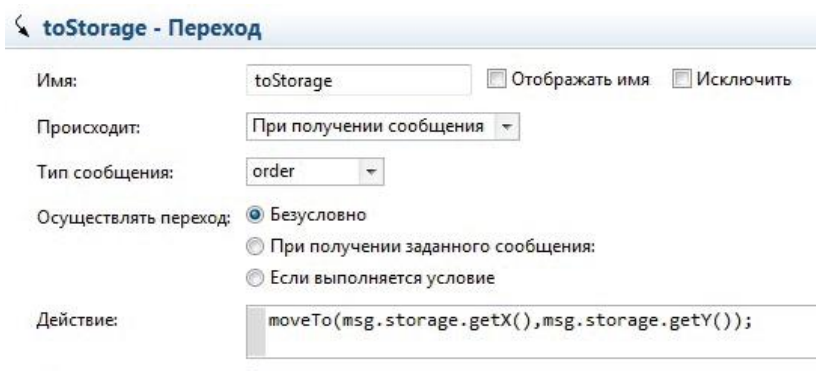 toStorage - Переход
Имя: toStorage Отображать имя Исключить
Происходит: При получении сообщения
Тип сообщения: order
Осуществлять переход: Безусловно
При получении заданного сообщения:
Если выполняется условие
Действие: moveTo(msg.storage.getX(),msg.storage.getY());